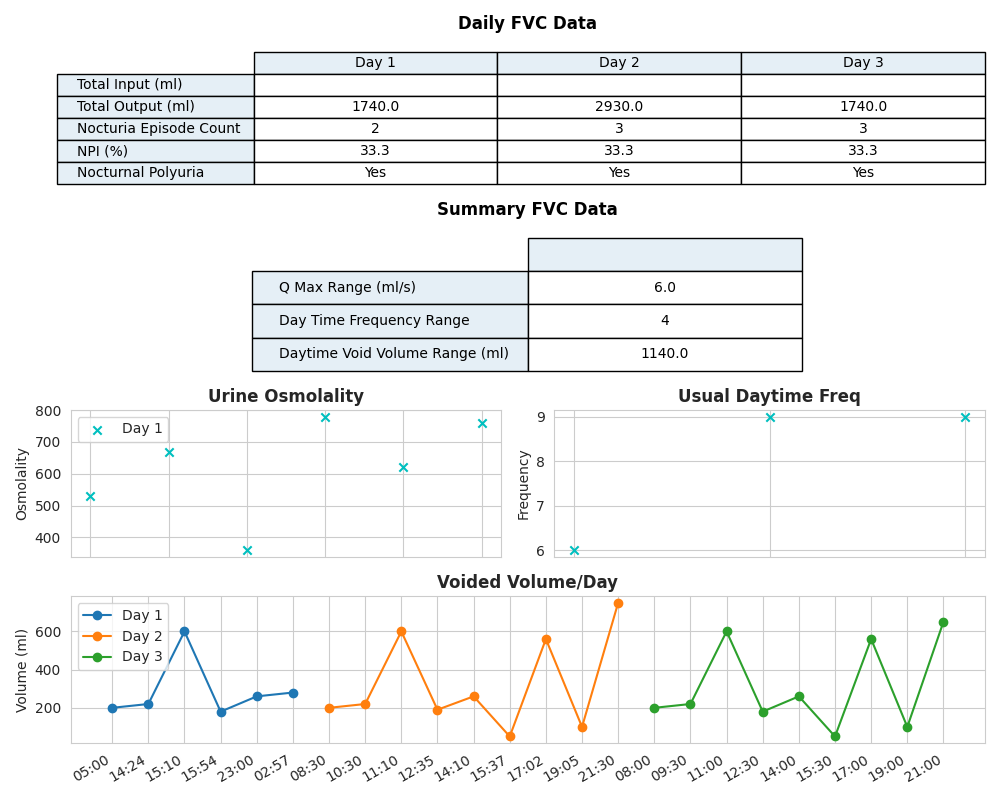 Daily FVC Data
Day 1 Day 2 Day 3
Total Input (ml)
Total Output (ml) 1740.0 2930.0 1740.0
Nocturia Episode Count 2 3 3
NPI (%) 33.3 33.3 33.3
Nocturnal Polyuria Yes Yes Yes
Summary FVC Data
Q Max Range (ml/s) 6.0
Day Time Frequency Range 4
Daytime Void Volume Range (ml) 1140.0
Urine Osmolality
Osmolality
800
700
600
500
400
Day 1
Usual Daytime Freq
Frequency
9
8
7
6
Voided Volume/Day
Volume (ml)
600
400
200
Day 1
Day 2
Day 3
05:00 14:24 15:10 15:54 23:00 02:57 08:30 10:30 11:10 12:35 14:10 15:37 17:02 19:05 21:30 08:00 09:30 11:00 12:30 14:00 15:30 17:00 19:00 21:00